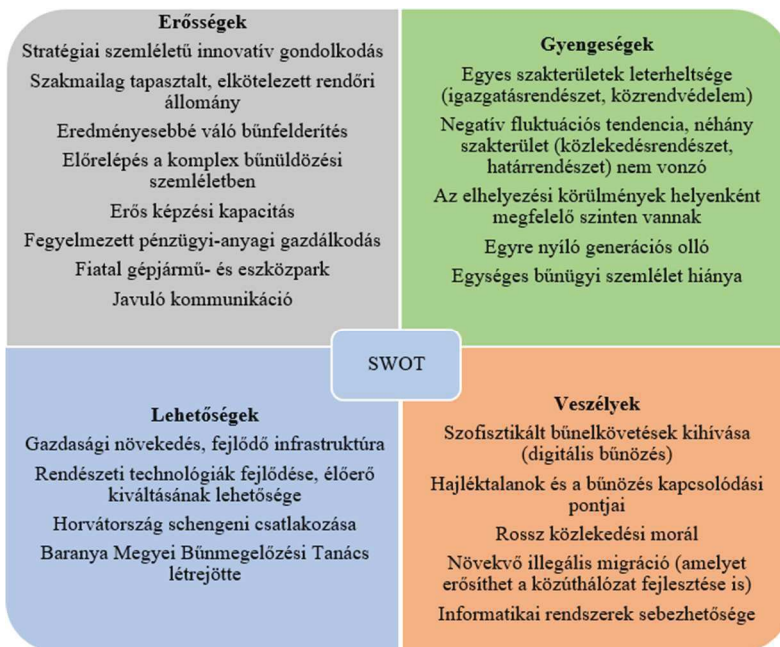 Erősségek
Stratégiai szemléletű innovatív gondolkodás
Szakmailag tapasztalt, elkötelezett rendőri
állomány
Eredményesebbé váló bűnfelderítés
Előrelépés a komplex bűnüldözési
szemléletben
Erős képzési kapacitás
Fegyelmezett pénzügyi-anyagi gazdálkodás
Fiatal gépjármű- és eszközpark
Javuló kommunikáció
Gyengeségek
Egyes szakterületek leterheltsége
(igazgatásrendészet, közrendvédelem)
Negatív fluktuációs tendencia, néhány
szakterület (közlekedésrendészet,
határrendészet) nem vonzó
Az elhelyezési körülmények helyenként
megfelelő szinten vannak
Egyre nyíló generációs olló
Egységes bűnügyi szemlélet hiánya
SWOT
Lehetőségek
Gazdasági növekedés, fejlődő infrastruktúra
Rendészeti technológiák fejlődése, élőerő
kiváltásának lehetősége
Horvátország schengeni csatlakozása
Baranya Megyei Bűnmegelőzési Tanács
létrejötte
Veszélyek
Szofisztikált bűnelkövetések kihívása
(digitális bűnözés)
Hajléktalanok és a bűnözés kapcsolódási
pontjai
Rossz közlekedési morál
Növekvő illegális migráció (amelyet
erősíthet a közúthálózat fejlesztése is)
Informatikai rendszerek sebezhetősége